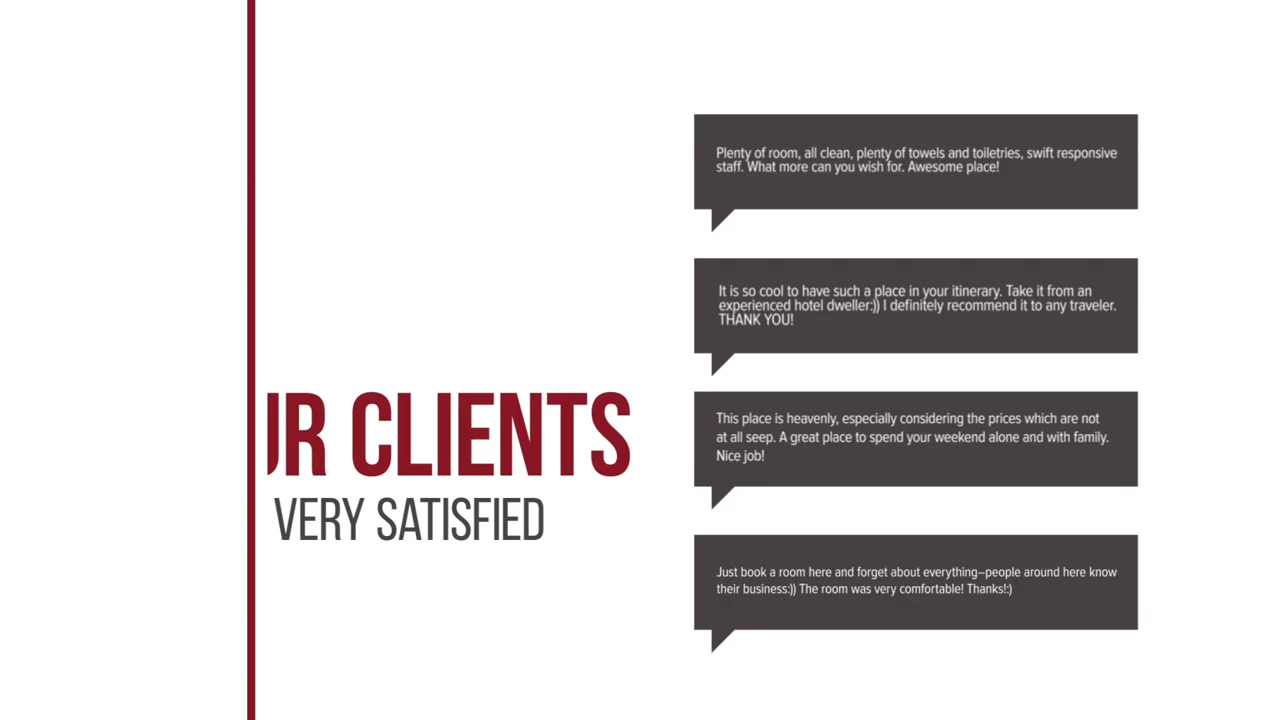 UR CLIENTS
VERY SATISFIED
Plenty of room, all clean, plenty of towels and toiletries, swift responsive
staff. What more can you wish for. Awesome place!
It is so cool to have such a place in your itinerary. Take it from an
experienced hotel dweller:)) I definitely recommend it to any traveler.
THANK YOU!
This place is heavenly, especially considering the prices which are not
at all seep. A great place to spend your weekend alone and with family.
Nice job!
Just book a room here and forget about everything–people around here know
their business:)) The room was very comfortable! Thanks!:)